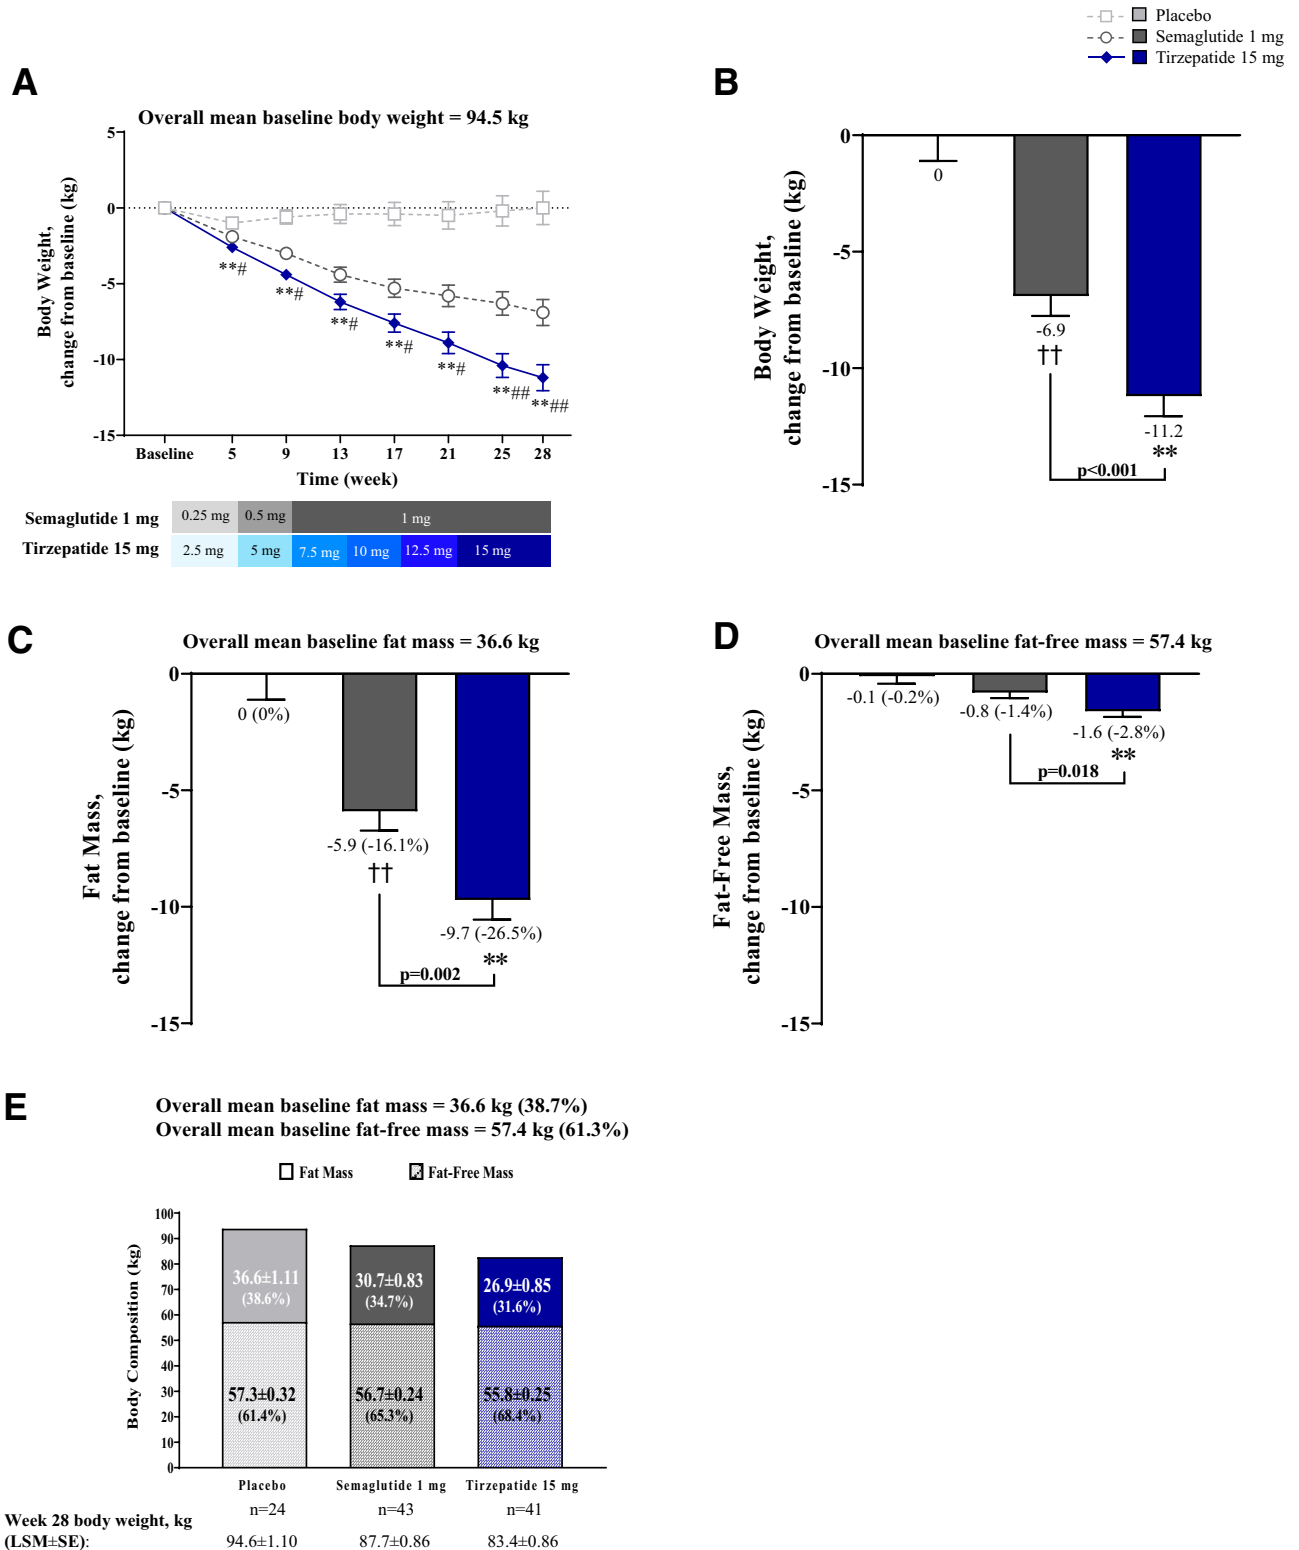 Placebo
Semaglutide 1 mg
Tirzepatide 15 mg
A
Overall mean baseline body weight = 94.5 kg
Body Weight,
change from baseline (kg)
5
0
-5
-10
-15
**#
**#
**#
**#
**#
**##
**##
Baseline 5 9 13 17 21 25 28
Time (week)
Semaglutide 1 mg 0.25 mg 0.5 mg 1 mg
Tirzepatide 15 mg 2.5 mg 5 mg 7.5 mg 10 mg 12.5 mg 15 mg
B
Body Weight,
change from baseline (kg)
0
-5
-10
-15
0
-6.9
††
-11.2
**
p<0.001
C
Overall mean baseline fat mass = 36.6 kg
Fat Mass,
change from baseline (kg)
0
-5
-10
-15
0 (0%)
-5.9 (-16.1%)
††
-9.7 (-26.5%)
**
p=0.002
D
Overall mean baseline fat-free mass = 57.4 kg
Fat-Free Mass,
change from baseline (kg)
0
-5
-10
-15
-0.1 (-0.2%)
-0.8 (-1.4%)
-1.6 (-2.8%)
**
p=0.018
E
Overall mean baseline fat mass = 36.6 kg (38.7%)
Overall mean baseline fat-free mass = 57.4 kg (61.3%)
Fat Mass Fat-Free Mass
Body Composition (kg)
100
90
80
70
60
50
40
30
20
10
0
36.6±1.11
(38.6%)
30.7±0.83
(34.7%)
26.9±0.85
(31.6%)
57.3±0.32
(61.4%)
56.7±0.24
(65.3%)
55.8±0.25
(68.4%)
Placebo Semaglutide 1 mg Tirzepatide 15 mg
n=24 n=43 n=41
Week 28 body weight, kg
(LSM±SE): 94.6±1.10 87.7±0.86 83.4±0.86